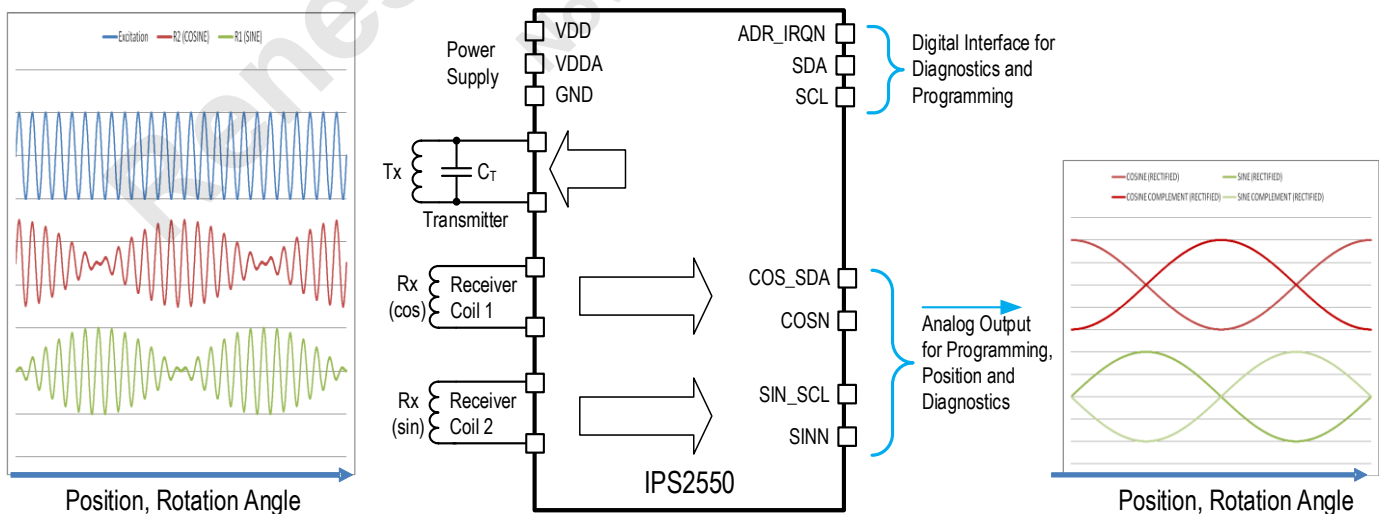 Excitation R2 (COSINE) R1 (SINE)
Position, Rotation Angle
Power
Supply
VDD
VDDA
GND
Tx
CT
Transmitter
Rx
(cos)
Receiver
Coil 1
Rx
(sin)
Receiver
Coil 2
ADR_IRQN
SDA
SCL
Digital Interface for
Diagnostics and
Programming
COS_SDA
COSN
SIN_SCL
SINN
IPS2550
Analog Output
for Programming,
Position and
Diagnostics
COSINE (RECTIFIED) SINE (RECTIFIED)
COSINE COMPLEMENT (RECTIFIED) SINE COMPLEMENT (RECTIFIED)
Position, Rotation Angle